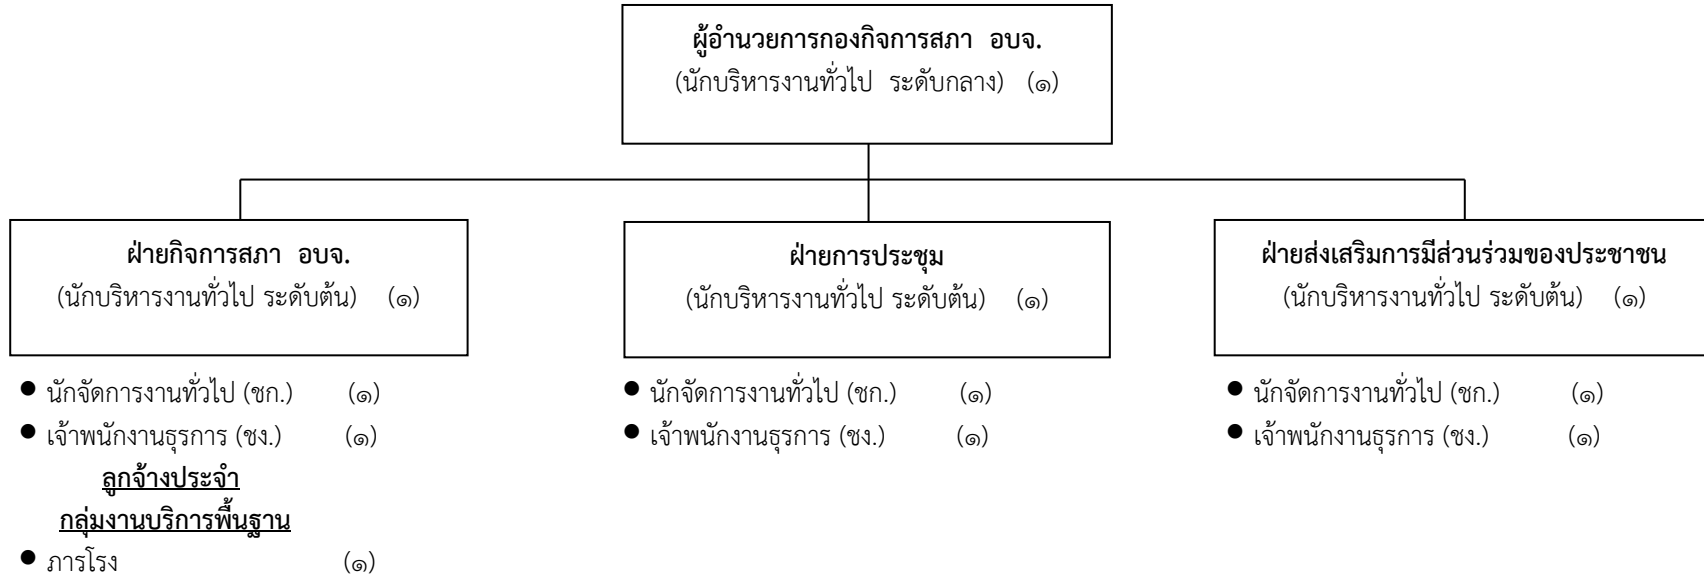 ผู้อำนวยการกองกิจการสภา อบจ.
(นักบริหารงานทั่วไป ระดับกลาง) (๑)
ฝ่ายกิจการสภา อบจ.
(นักบริหารงานทั่วไป ระดับต้น) (๑)
● นักจัดการงานทั่วไป (ชก.) (๑)
● เจ้าพนักงานธุรการ (ชง.) (๑)
ลูกจ้างประจำ
กลุ่มงานบริการพื้นฐาน
● ภารโรง (๑)
ฝ่ายการประชุม
(นักบริหารงานทั่วไป ระดับต้น) (๑)
● นักจัดการงานทั่วไป (ชก.) (๑)
● เจ้าพนักงานธุรการ (ชง.) (๑)
ฝ่ายส่งเสริมการมีส่วนร่วมของประชาชน
(นักบริหารงานทั่วไป ระดับต้น) (๑)
● นักจัดการงานทั่วไป (ชก.) (๑)
● เจ้าพนักงานธุรการ (ชง.) (๑)